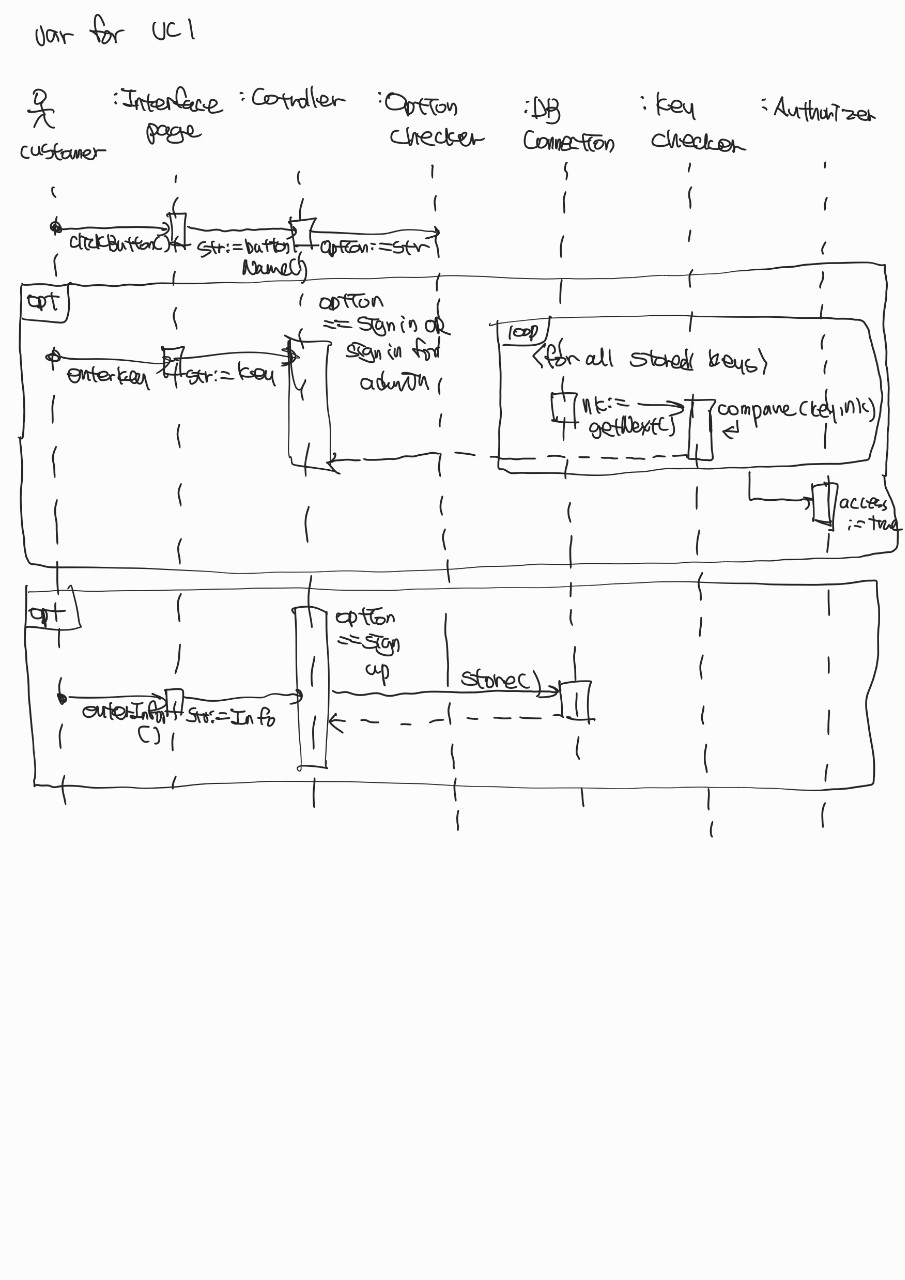 var for UC1
customer
:Interface
page
:Cotroller
:Option
checker
:DB
Connection
:key
checker
:Authorizer
clickButton()
str:=button
Name()
option:=str
opt
option
== sign in or
sign in for
admin
enterkey
str:= key
loop
<for all stored keys>
nk:=
getNext()
compare(key,nk)
access
:=true
opt
option
==sign
up
enterInfo
()
str:=Info
store()